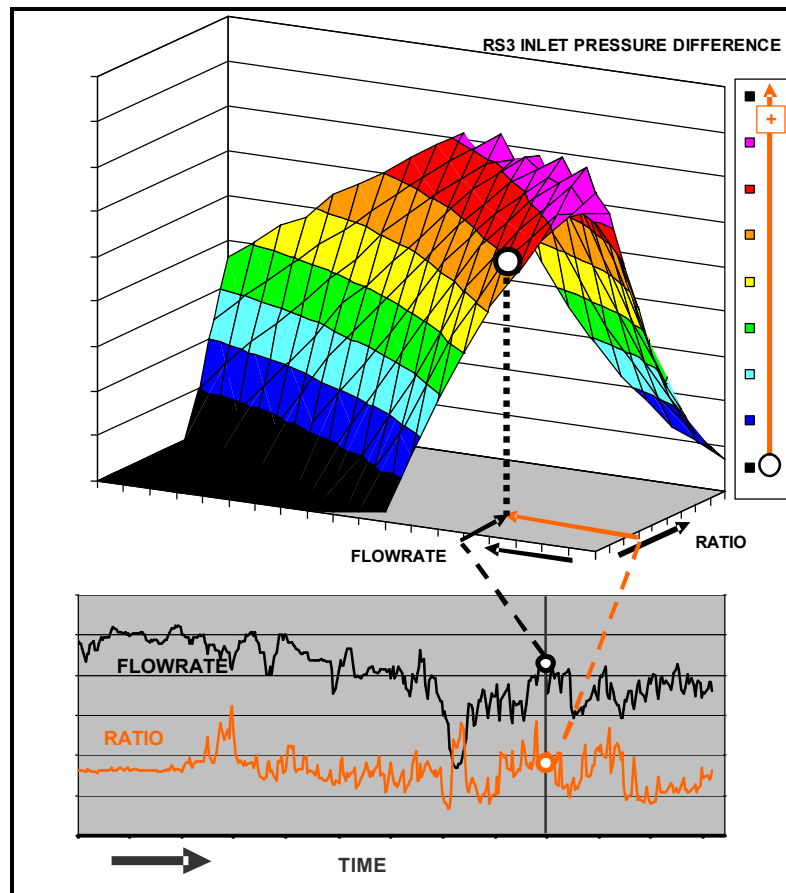 RS3 INLET PRESSURE DIFFERENCE
+
FLOWRATE
RATIO
FLOWRATE
RATIO
TIME